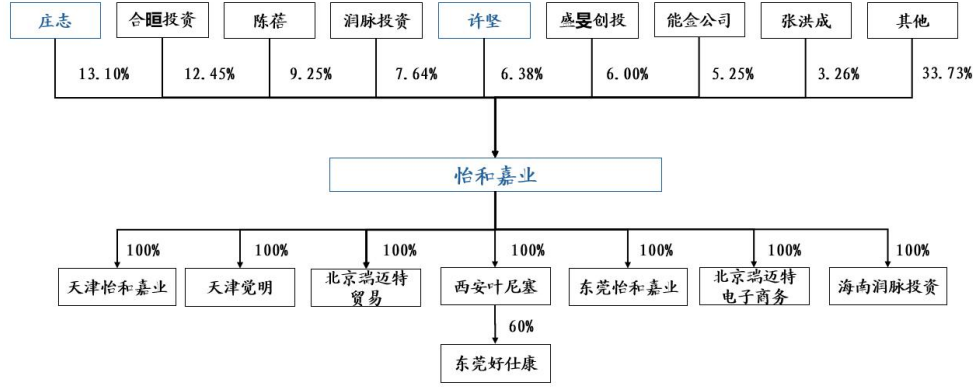 庄志
合晅投资
陈蓓
润脉投资
许坚
盛旻创投
能金公司
张洪成
其他
13.10%
12.45%
9.25%
7.64%
6.38%
6.00%
5.25%
3.26%
33.73%
怡和嘉业
100%
100%
100%
100%
100%
100%
100%
天津怡和嘉业
天津觉明
北京瑞迈特
贸易
西安叶尼塞
东莞怡和嘉业
北京瑞迈特
电子商务
海南润脉投资
60%
东莞好仕康